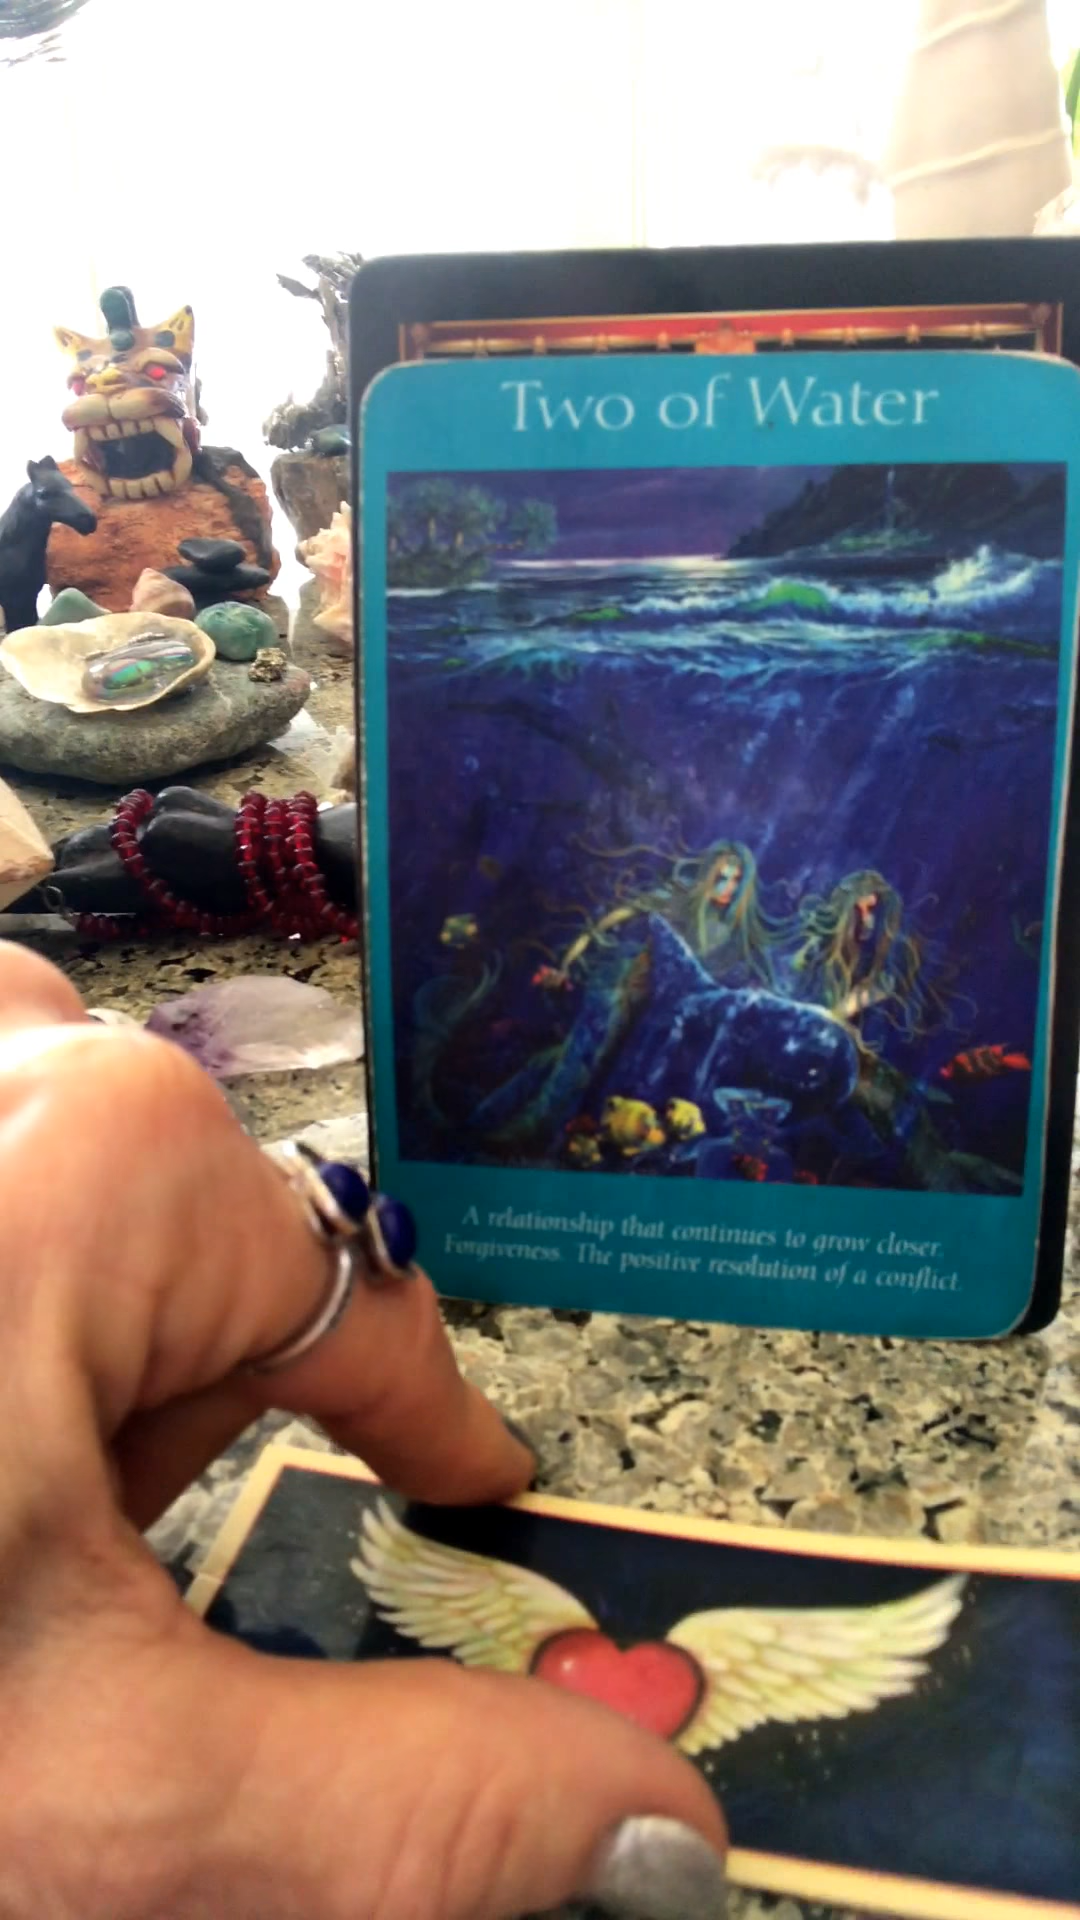 Two of Water
A relationship that continues to grow closer.
Forgiveness. The positive resolution of a conflict.